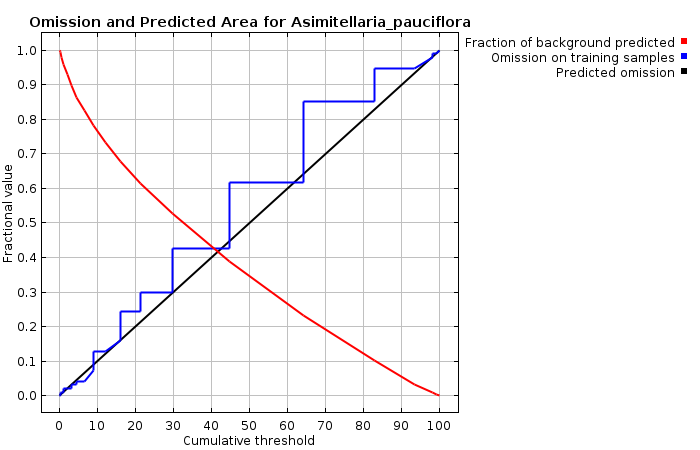 Omission and Predicted Area for Asimitellaria_pauciflora
Fraction of background predicted
Omission on training samples
Predicted omission
Fractional value
1.0
0.9
0.8
0.7
0.6
0.5
0.4
0.3
0.2
0.1
0.0
0 10 20 30 40 50 60 70 80 90 100
Cumulative threshold